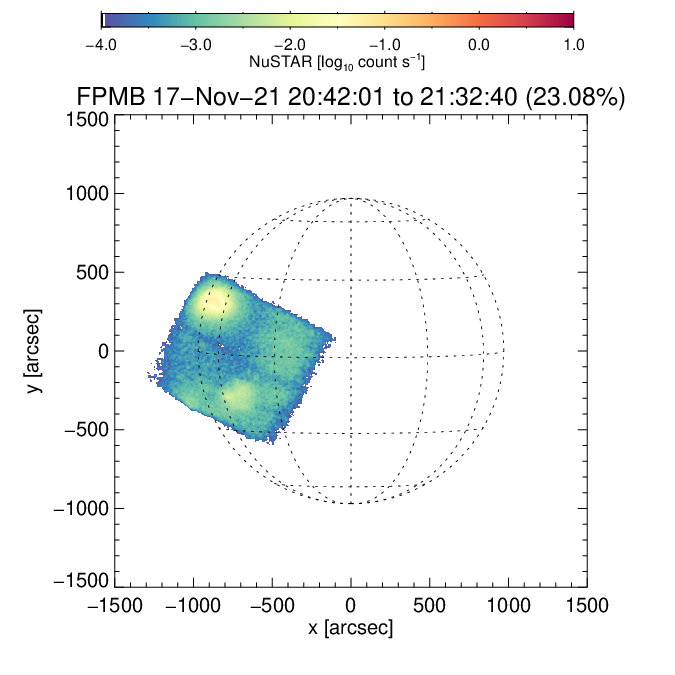 −4.0 −3.0 −2.0 −1.0 0.0 1.0
NuSTAR [log₁₀ count s⁻¹]
FPMB 17−Nov−21 20:42:01 to 21:32:40 (23.08%)
1500
1000
500
0
−500
−1000
−1500
y [arcsec]
−1500 −1000 −500 0 500 1000 1500
x [arcsec]